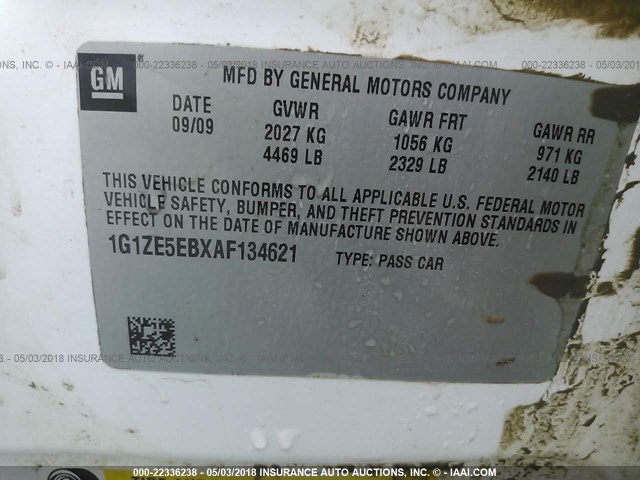 GM
MFD BY GENERAL MOTORS COMPANY
DATE GVWR GAWR FRT GAWR RR
09/09 2027 KG 1056 KG 971 KG
4469 LB 2329 LB 2140 LB
THIS VEHICLE CONFORMS TO ALL APPLICABLE U.S. FEDERAL MOTOR
VEHICLE SAFETY, BUMPER, AND THEFT PREVENTION STANDARDS IN
EFFECT ON THE DATE OF MANUFACTURE SHOWN ABOVE.
1G1ZE5EBXAF134621 TYPE: PASS CAR
000-22336238 - 05/03/2018 INSURANCE AUTO AUCTIONS, INC. - IAAI.COM